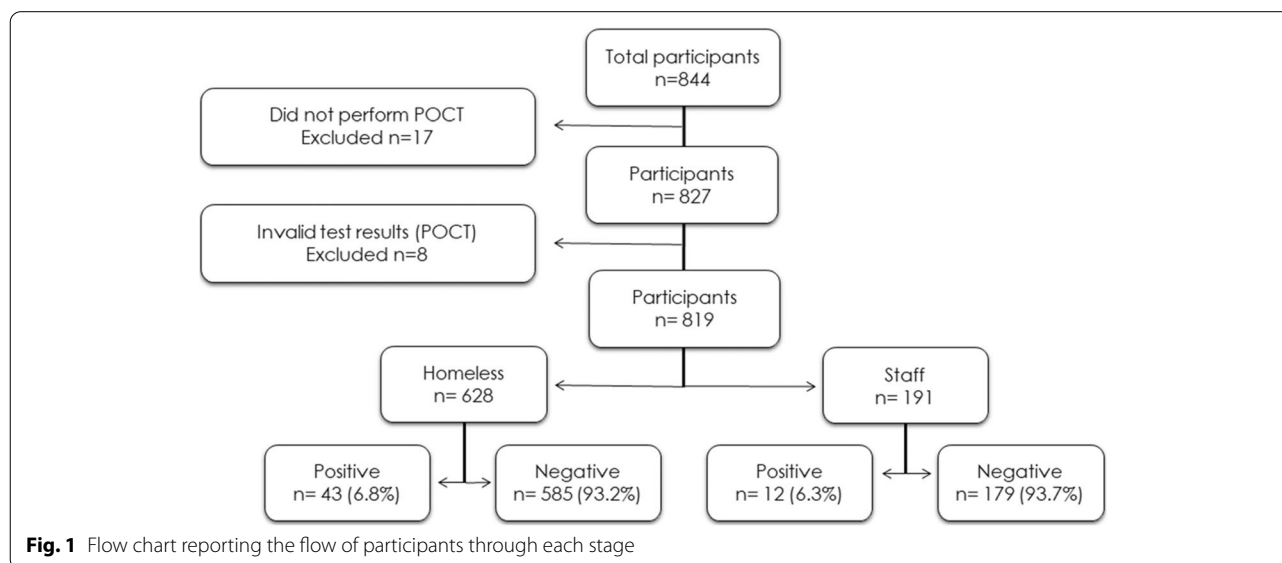 Total participants
n=844
Did not perform POCT
Excluded n=17
Participants
n= 827
Invalid test results (POCT)
Excluded n=8
Participants
n= 819
Homeless
n= 628
Staff
n= 191
Positive
n= 43 (6.8%)
Negative
n= 585 (93.2%)
Positive
n= 12 (6.3%)
Negative
n= 179 (93.7%)
Fig. 1 Flow chart reporting the flow of participants through each stage